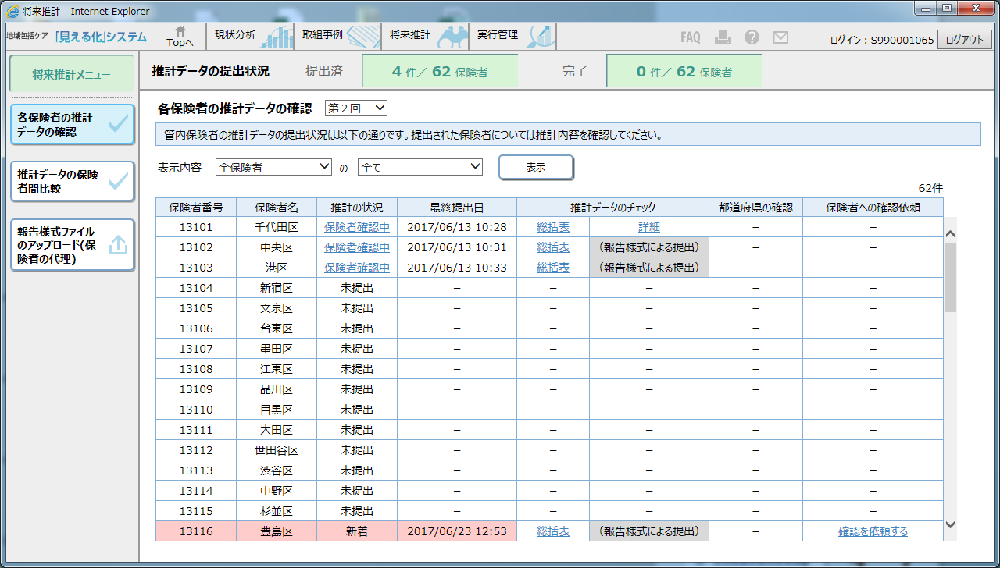 将来推計 - Internet Explorer
地域包括ケア 「見える化」システム Topへ 現状分析 取組事例 将来推計 実行管理 FAQ ログイン：S990001065 ログアウト
将来推計メニュー
各保険者の推計
データの確認
推計データの保険
者間比較
報告様式ファイル
のアップロード(保
険者の代理)
推計データの提出状況 提出済 4 件／ 62 保険者 完了 0 件／ 62 保険者
各保険者の推計データの確認 第２回
管内保険者の推計データの提出状況は以下の通りです。提出された保険者については推計内容を確認してください。
表示内容 全保険者 の 全て 表示
62件
保険者番号 保険者名 推計の状況 最終提出日 推計データのチェック 都道府県の確認 保険者への確認依頼
13101 千代田区 保険者確認中 2017/06/13 10:28 総括表 詳細 － －
13102 中央区 保険者確認中 2017/06/13 10:31 総括表 （報告様式による提出） － －
13103 港区 保険者確認中 2017/06/13 10:33 総括表 （報告様式による提出） － －
13104 新宿区 未提出 － － － － －
13105 文京区 未提出 － － － － －
13106 台東区 未提出 － － － － －
13107 墨田区 未提出 － － － － －
13108 江東区 未提出 － － － － －
13109 品川区 未提出 － － － － －
13110 目黒区 未提出 － － － － －
13111 大田区 未提出 － － － － －
13112 世田谷区 未提出 － － － － －
13113 渋谷区 未提出 － － － － －
13114 中野区 未提出 － － － － －
13115 杉並区 未提出 － － － － －
13116 豊島区 新着 2017/06/23 12:53 総括表 （報告様式による提出） － 確認を依頼する